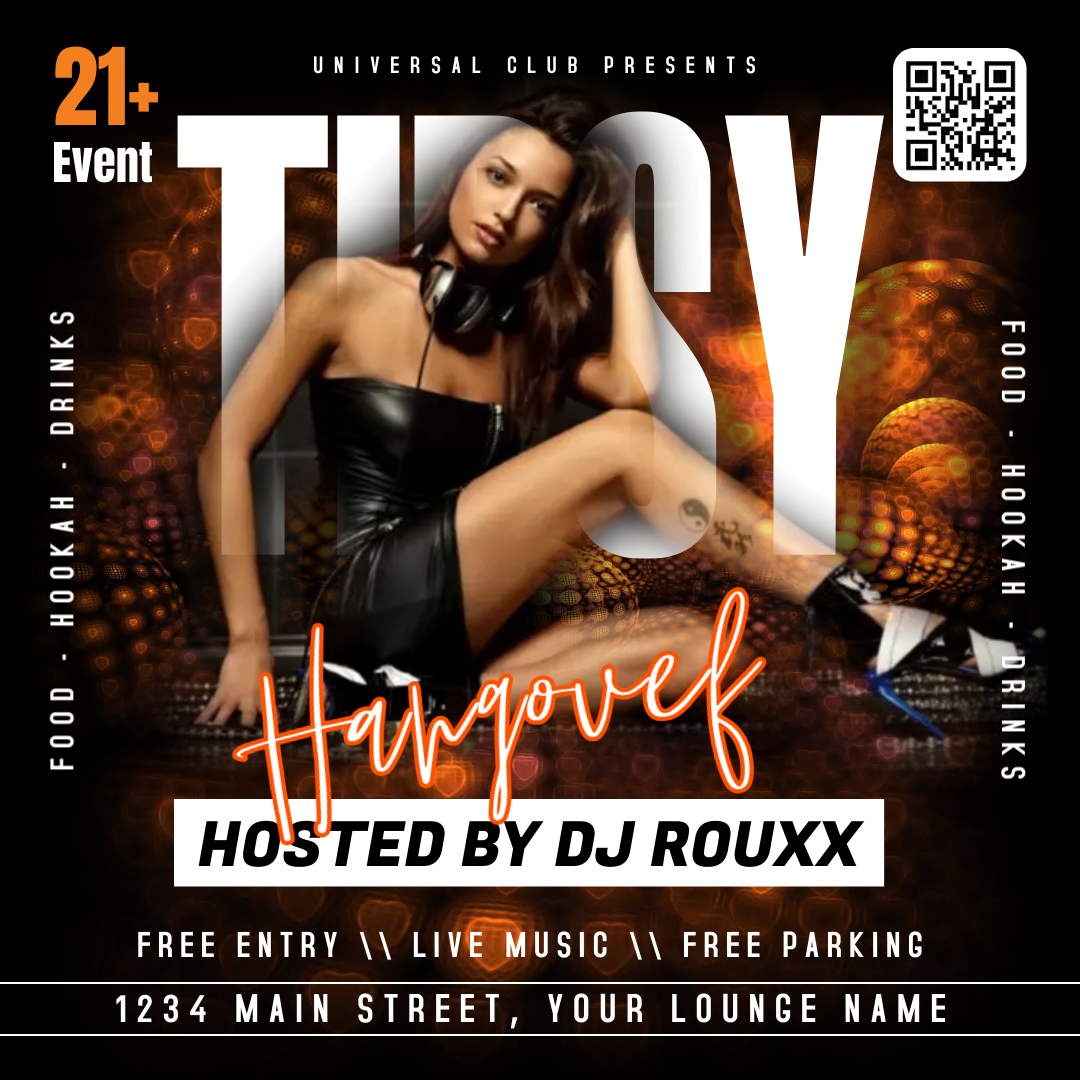 21+
Event
UNIVERSAL CLUB PRESENTS
TIPSY
FOOD - HOOKAH - DRINKS
FOOD - HOOKAH - DRINKS
Hangover
HOSTED BY DJ ROUXX
FREE ENTRY \\ LIVE MUSIC \\ FREE PARKING
1234 MAIN STREET, YOUR LOUNGE NAME